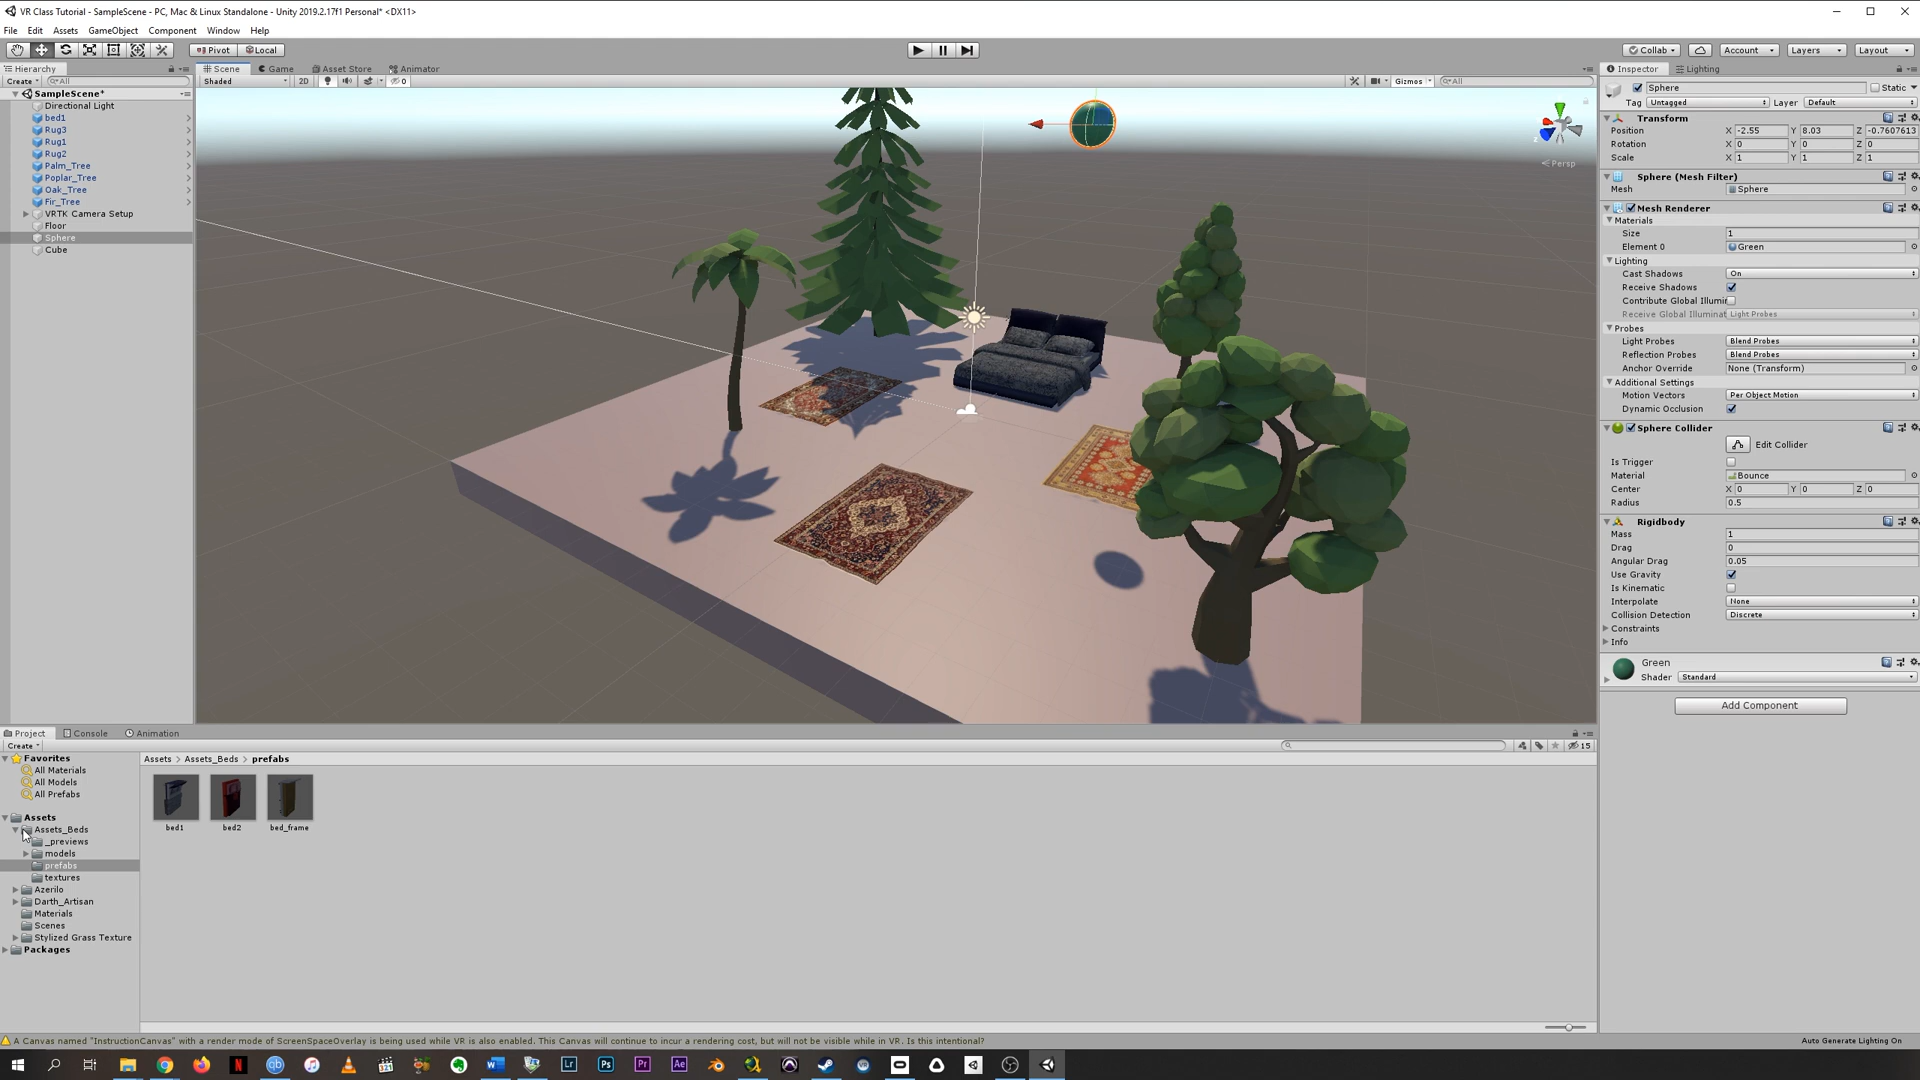 VR Class Tutorial - SampleScene - PC, Mac & Linux Standalone - Unity 2019.2.17f1 Personal* <DX11>
File Edit Assets GameObject Component Window Help
Pivot Local Collab Account Layers Layout
Hierarchy Scene Game Asset Store Animator Inspector Lighting
Create All Shaded 2D 0 Gizmos All
SampleScene*
Directional Light
bed1
Rug3
Rug1
Rug2
Palm_Tree
Poplar_Tree
Oak_Tree
Fir_Tree
VRTK Camera Setup
Floor
Sphere
Cube
Persp
Sphere Static
Tag Untagged Layer Default
Transform
Position X -2.55 Y 8.03 Z -0.7607613
Rotation X 0 Y 0 Z 0
Scale X 1 Y 1 Z 1
Sphere (Mesh Filter)
Mesh Sphere
Mesh Renderer
Materials
Size 1
Element 0 Green
Lighting
Cast Shadows On
Receive Shadows
Contribute Global Illumin
Receive Global Illuminat Light Probes
Probes
Light Probes Blend Probes
Reflection Probes Blend Probes
Anchor Override None (Transform)
Additional Settings
Motion Vectors Per Object Motion
Dynamic Occlusion
Sphere Collider
Edit Collider
Is Trigger
Material Bounce
Center X 0 Y 0 Z 0
Radius 0.5
Rigidbody
Mass 1
Drag 0
Angular Drag 0.05
Use Gravity
Is Kinematic
Interpolate None
Collision Detection Discrete
Constraints
Info
Green
Shader Standard
Add Component
Project Console Animation
Create 15
Favorites
All Materials
All Models
All Prefabs
Assets
Assets_Beds
_previews
models
prefabs
textures
Azerilo
Darth_Artisan
Materials
Scenes
Stylized Grass Texture
Packages
Assets > Assets_Beds > prefabs
bed1 bed2 bed_frame
A Canvas named "InstructionCanvas" with a render mode of ScreenSpaceOverlay is being used while VR is also enabled. This Canvas will continue to incur a rendering cost, but will not be visible while in VR. Is this intentional?
Auto Generate Lighting On
N qb 321 W Lr Ps Pr Ae